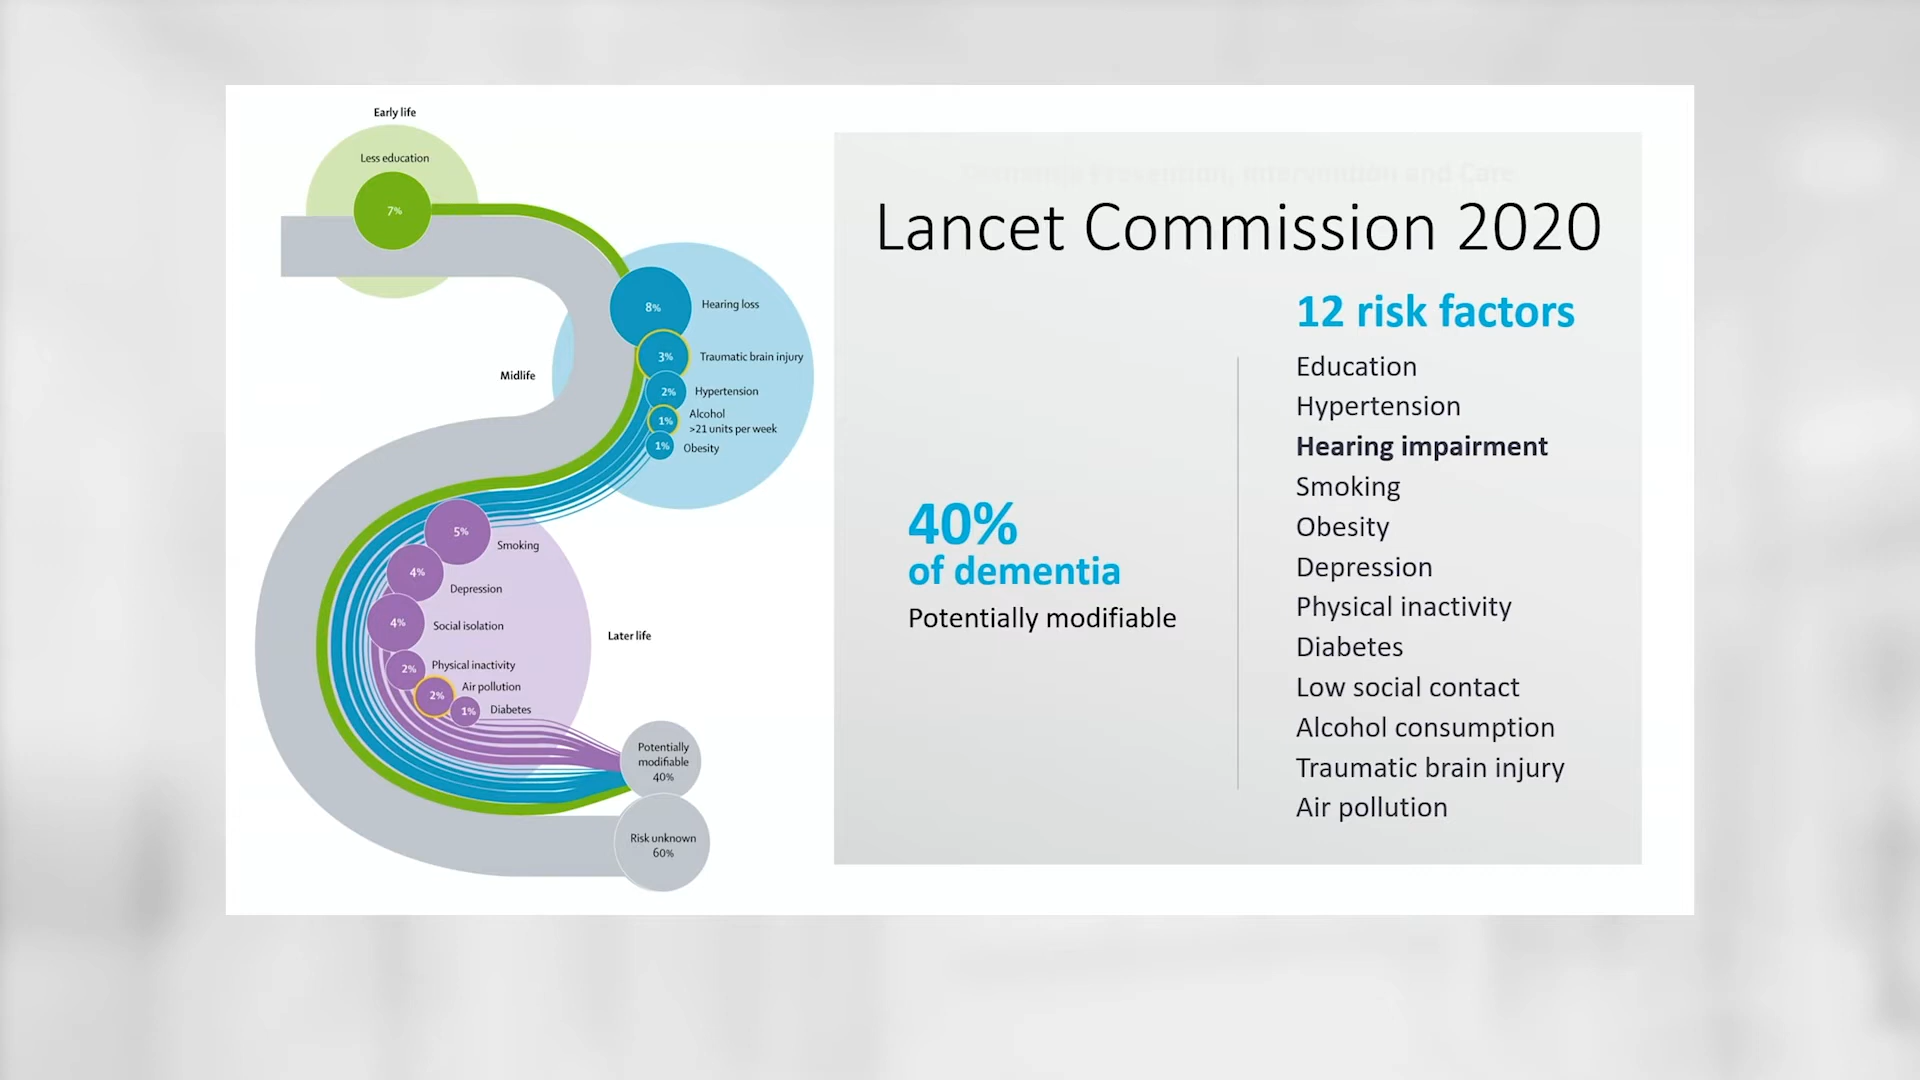 Early life
Less education
7%
8%
Hearing loss
3%
Traumatic brain injury
Midlife
2%
Hypertension
1%
Alcohol
>21 units per week
1%
Obesity
5%
Smoking
4%
Depression
4%
Social isolation
Later life
2%
Physical inactivity
2%
Air pollution
1%
Diabetes
Potentially
modifiable
40%
Risk unknown
60%
Dementia Prevention, Intervention and Care
Lancet Commission 2020
40%
of dementia
Potentially modifiable
12 risk factors
Education
Hypertension
Hearing impairment
Smoking
Obesity
Depression
Physical inactivity
Diabetes
Low social contact
Alcohol consumption
Traumatic brain injury
Air pollution